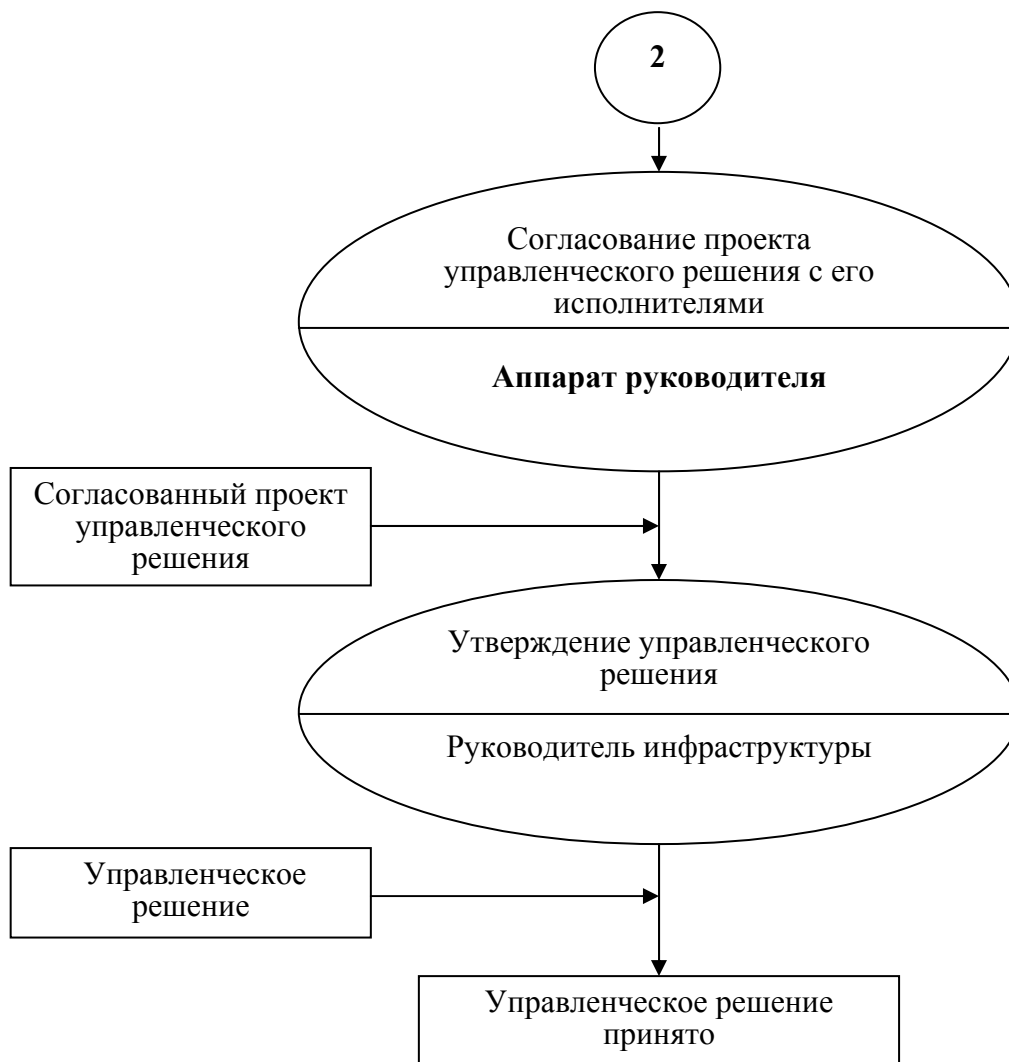 2
Согласование проекта
управленческого решения с его
исполнителями
Аппарат руководителя
Согласованный проект
управленческого
решения
Утверждение управленческого
решения
Руководитель инфраструктуры
Управленческое
решение
Управленческое решение
принято